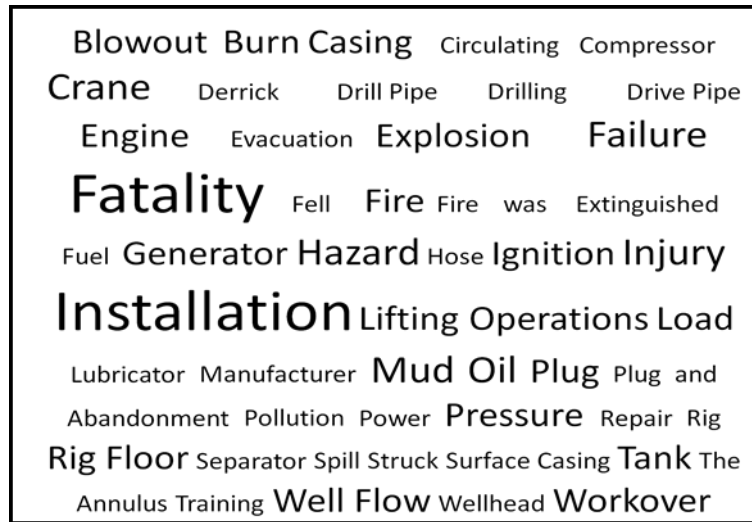 Blowout Burn Casing Circulating Compressor
Crane Derrick Drill Pipe Drilling Drive Pipe
Engine Evacuation Explosion Failure
Fatality Fell Fire Fire was Extinguished
Fuel Generator Hazard Hose Ignition Injury
Installation Lifting Operations Load
Lubricator Manufacturer Mud Oil Plug Plug and
Abandonment Pollution Power Pressure Repair Rig
Rig Floor Separator Spill Struck Surface Casing Tank The
Annulus Training Well Flow Wellhead Workover